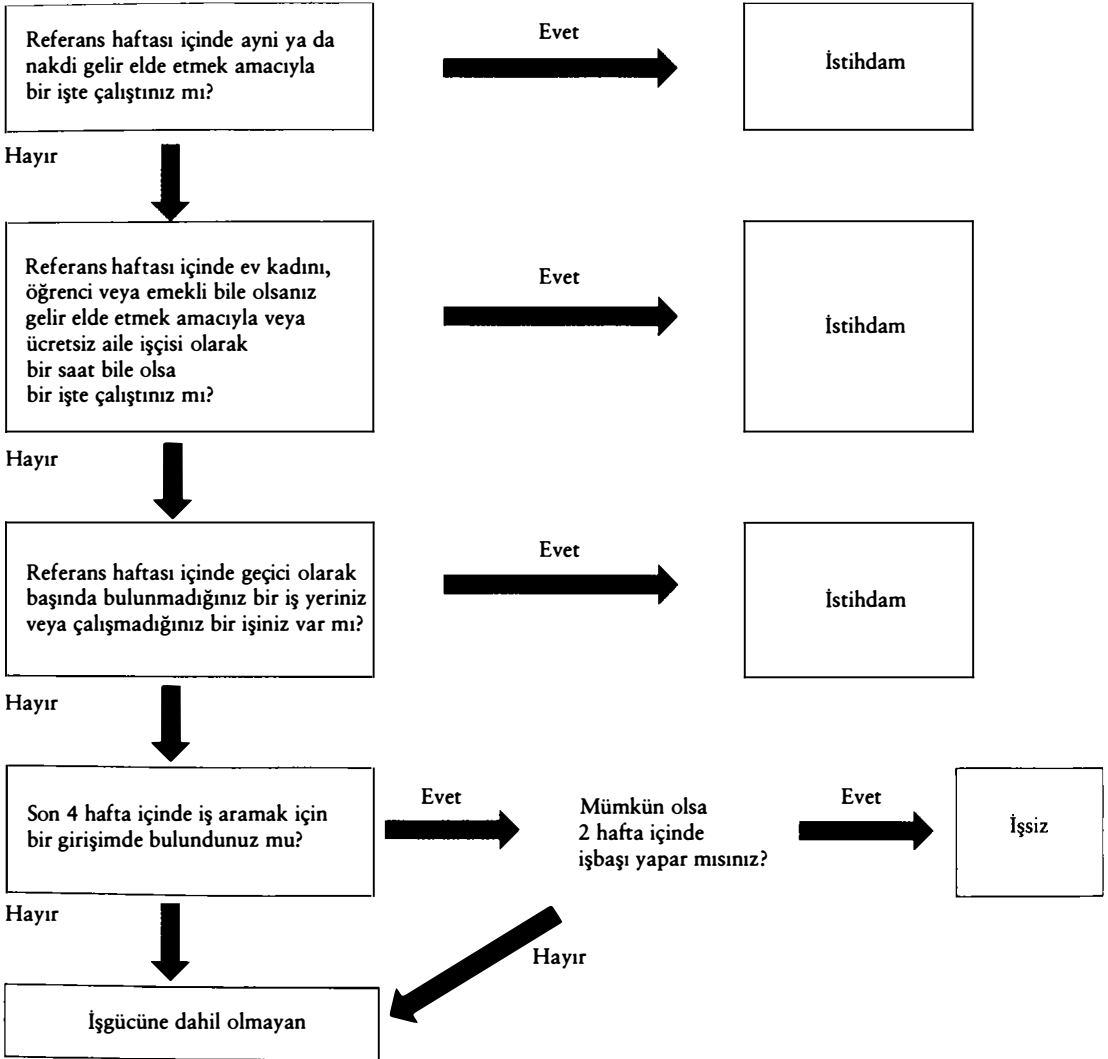 Referans haftası içinde ayni ya da
nakdi gelir elde etmek amacıyla
bir işte çalıştınız mı?
Evet
İstihdam
Hayır
Referans haftası içinde ev kadını,
öğrenci veya emekli bile olsanız
gelir elde etmek amacıyla veya
ücretsiz aile işçisi olarak
bir saat bile olsa
bir işte çalıştınız mı?
Evet
İstihdam
Hayır
Referans haftası içinde geçici olarak
başında bulunmadığınız bir iş yeriniz
veya çalışmadığınız bir işiniz var mı?
Evet
İstihdam
Hayır
Son 4 hafta içinde iş aramak için
bir girişimde bulundunuz mu?
Evet
Mümkün olsa
2 hafta içinde
işbaşı yapar mısınız?
Evet
İşsiz
Hayır
Hayır
İşgücüne dahil olmayan